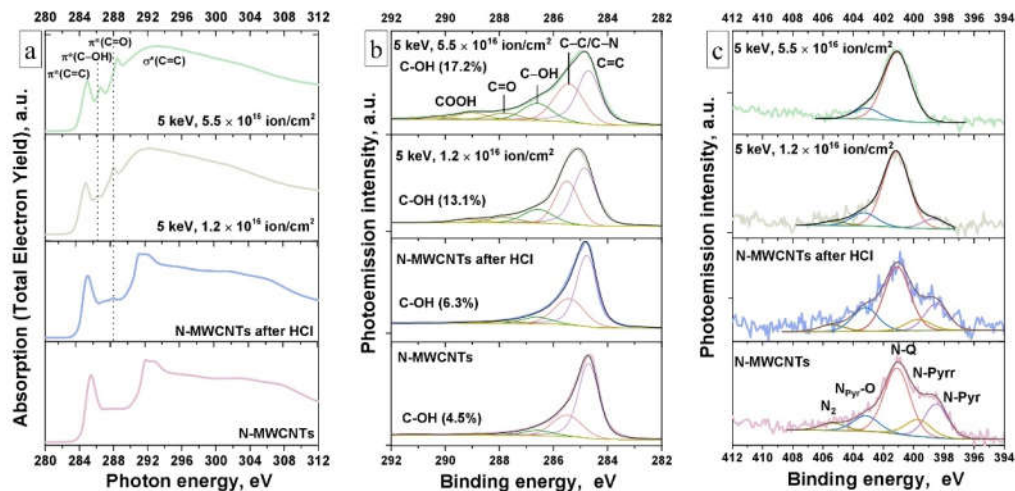 280 284 288 292 296 300 304 308 312
a
π*(C=O)
π*(C–OH)
π*(C=C)
σ*(C=C)
5 keV, 5.5 × 10¹⁶ ion/cm²
5 keV, 1.2 × 10¹⁶ ion/cm²
N-MWCNTs after HCl
N-MWCNTs
280 284 288 292 296 300 304 308 312
Photon energy, eV
Absorption (Total Electron Yield), a.u.
292 290 288 286 284 282
b
5 keV, 5.5 × 10¹⁶ ion/cm²
C-OH (17.2%)
C–C/C–N
C=C
C–OH
C=O
COOH
5 keV, 1.2 × 10¹⁶ ion/cm²
C-OH (13.1%)
N-MWCNTs after HCl
C-OH (6.3%)
N-MWCNTs
C-OH (4.5%)
292 290 288 286 284 282
Binding energy, eV
Photoemission intensity, a.u.
412 410 408 406 404 402 400 398 396 394
c
5 keV, 5.5 × 10¹⁶ ion/cm²
5 keV, 1.2 × 10¹⁶ ion/cm²
N-MWCNTs after HCl
N-MWCNTs
N-Q
N-Pyrr
N-Pyr
NPyr-O
N₂
412 410 408 406 404 402 400 398 396 394
Binding energy, eV
Photoemission intensity, a.u.